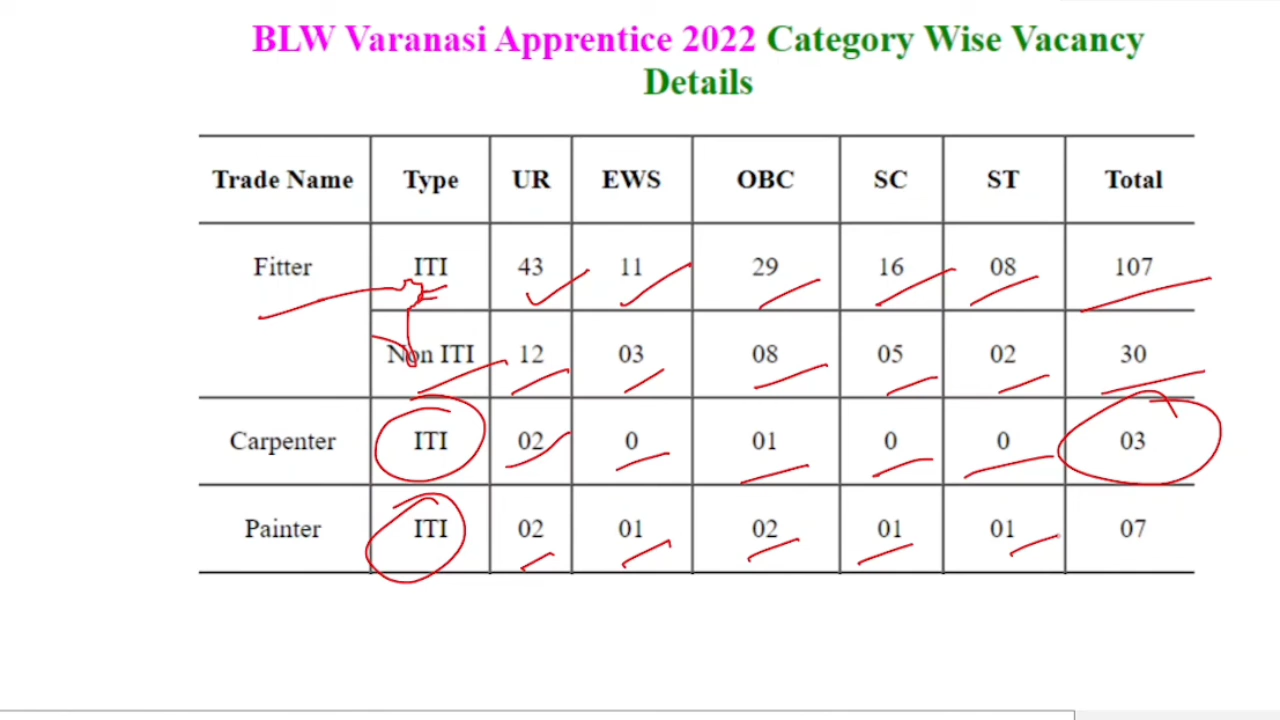 BLW Varanasi Apprentice 2022 Category Wise Vacancy
Details
Trade Name Type UR EWS OBC SC ST Total
Fitter ITI 43 11 29 16 08 107
Non ITI 12 03 08 05 02 30
Carpenter ITI 02 0 01 0 0 03
Painter ITI 02 01 02 01 01 07